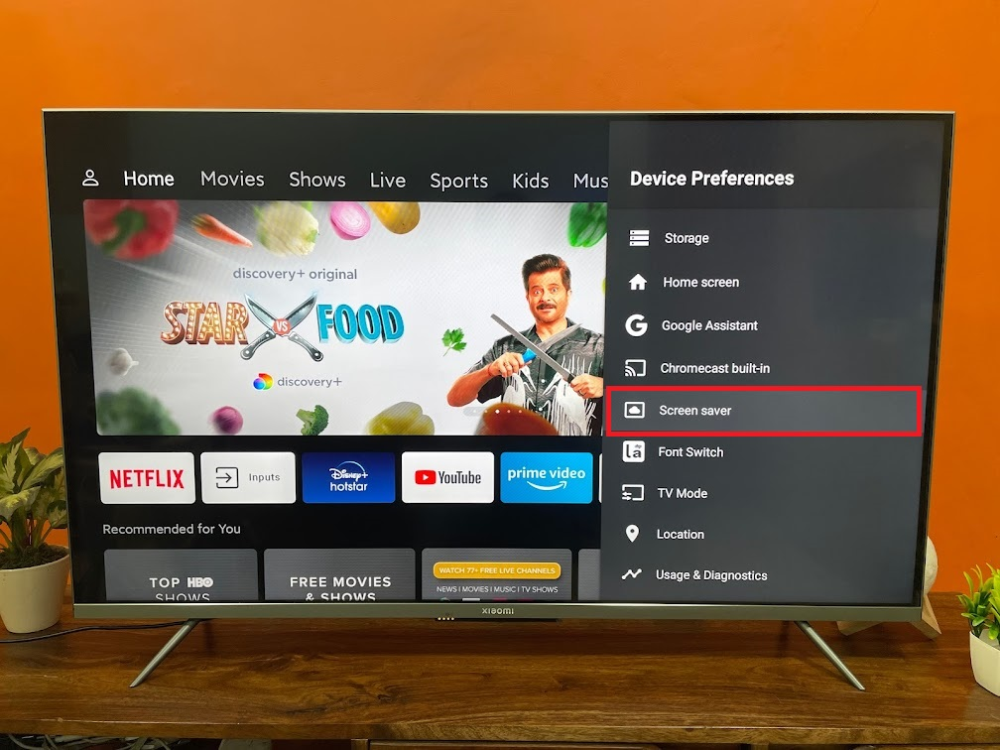 Home Movies Shows Live Sports Kids Mus
discovery+ original
STAR VS FOOD
discovery+
NETFLIX
Inputs
Disney+
hotstar
YouTube
prime video
Recommended for You
TOP HBO
SHOWS
FREE MOVIES
& SHOWS
WATCH 77+ FREE LIVE CHANNELS
NEWS | MOVIES | MUSIC | TV SHOWS
Device Preferences
Storage
Home screen
Google Assistant
Chromecast built-in
Screen saver
Font Switch
TV Mode
Location
Usage & Diagnostics
xiaomi